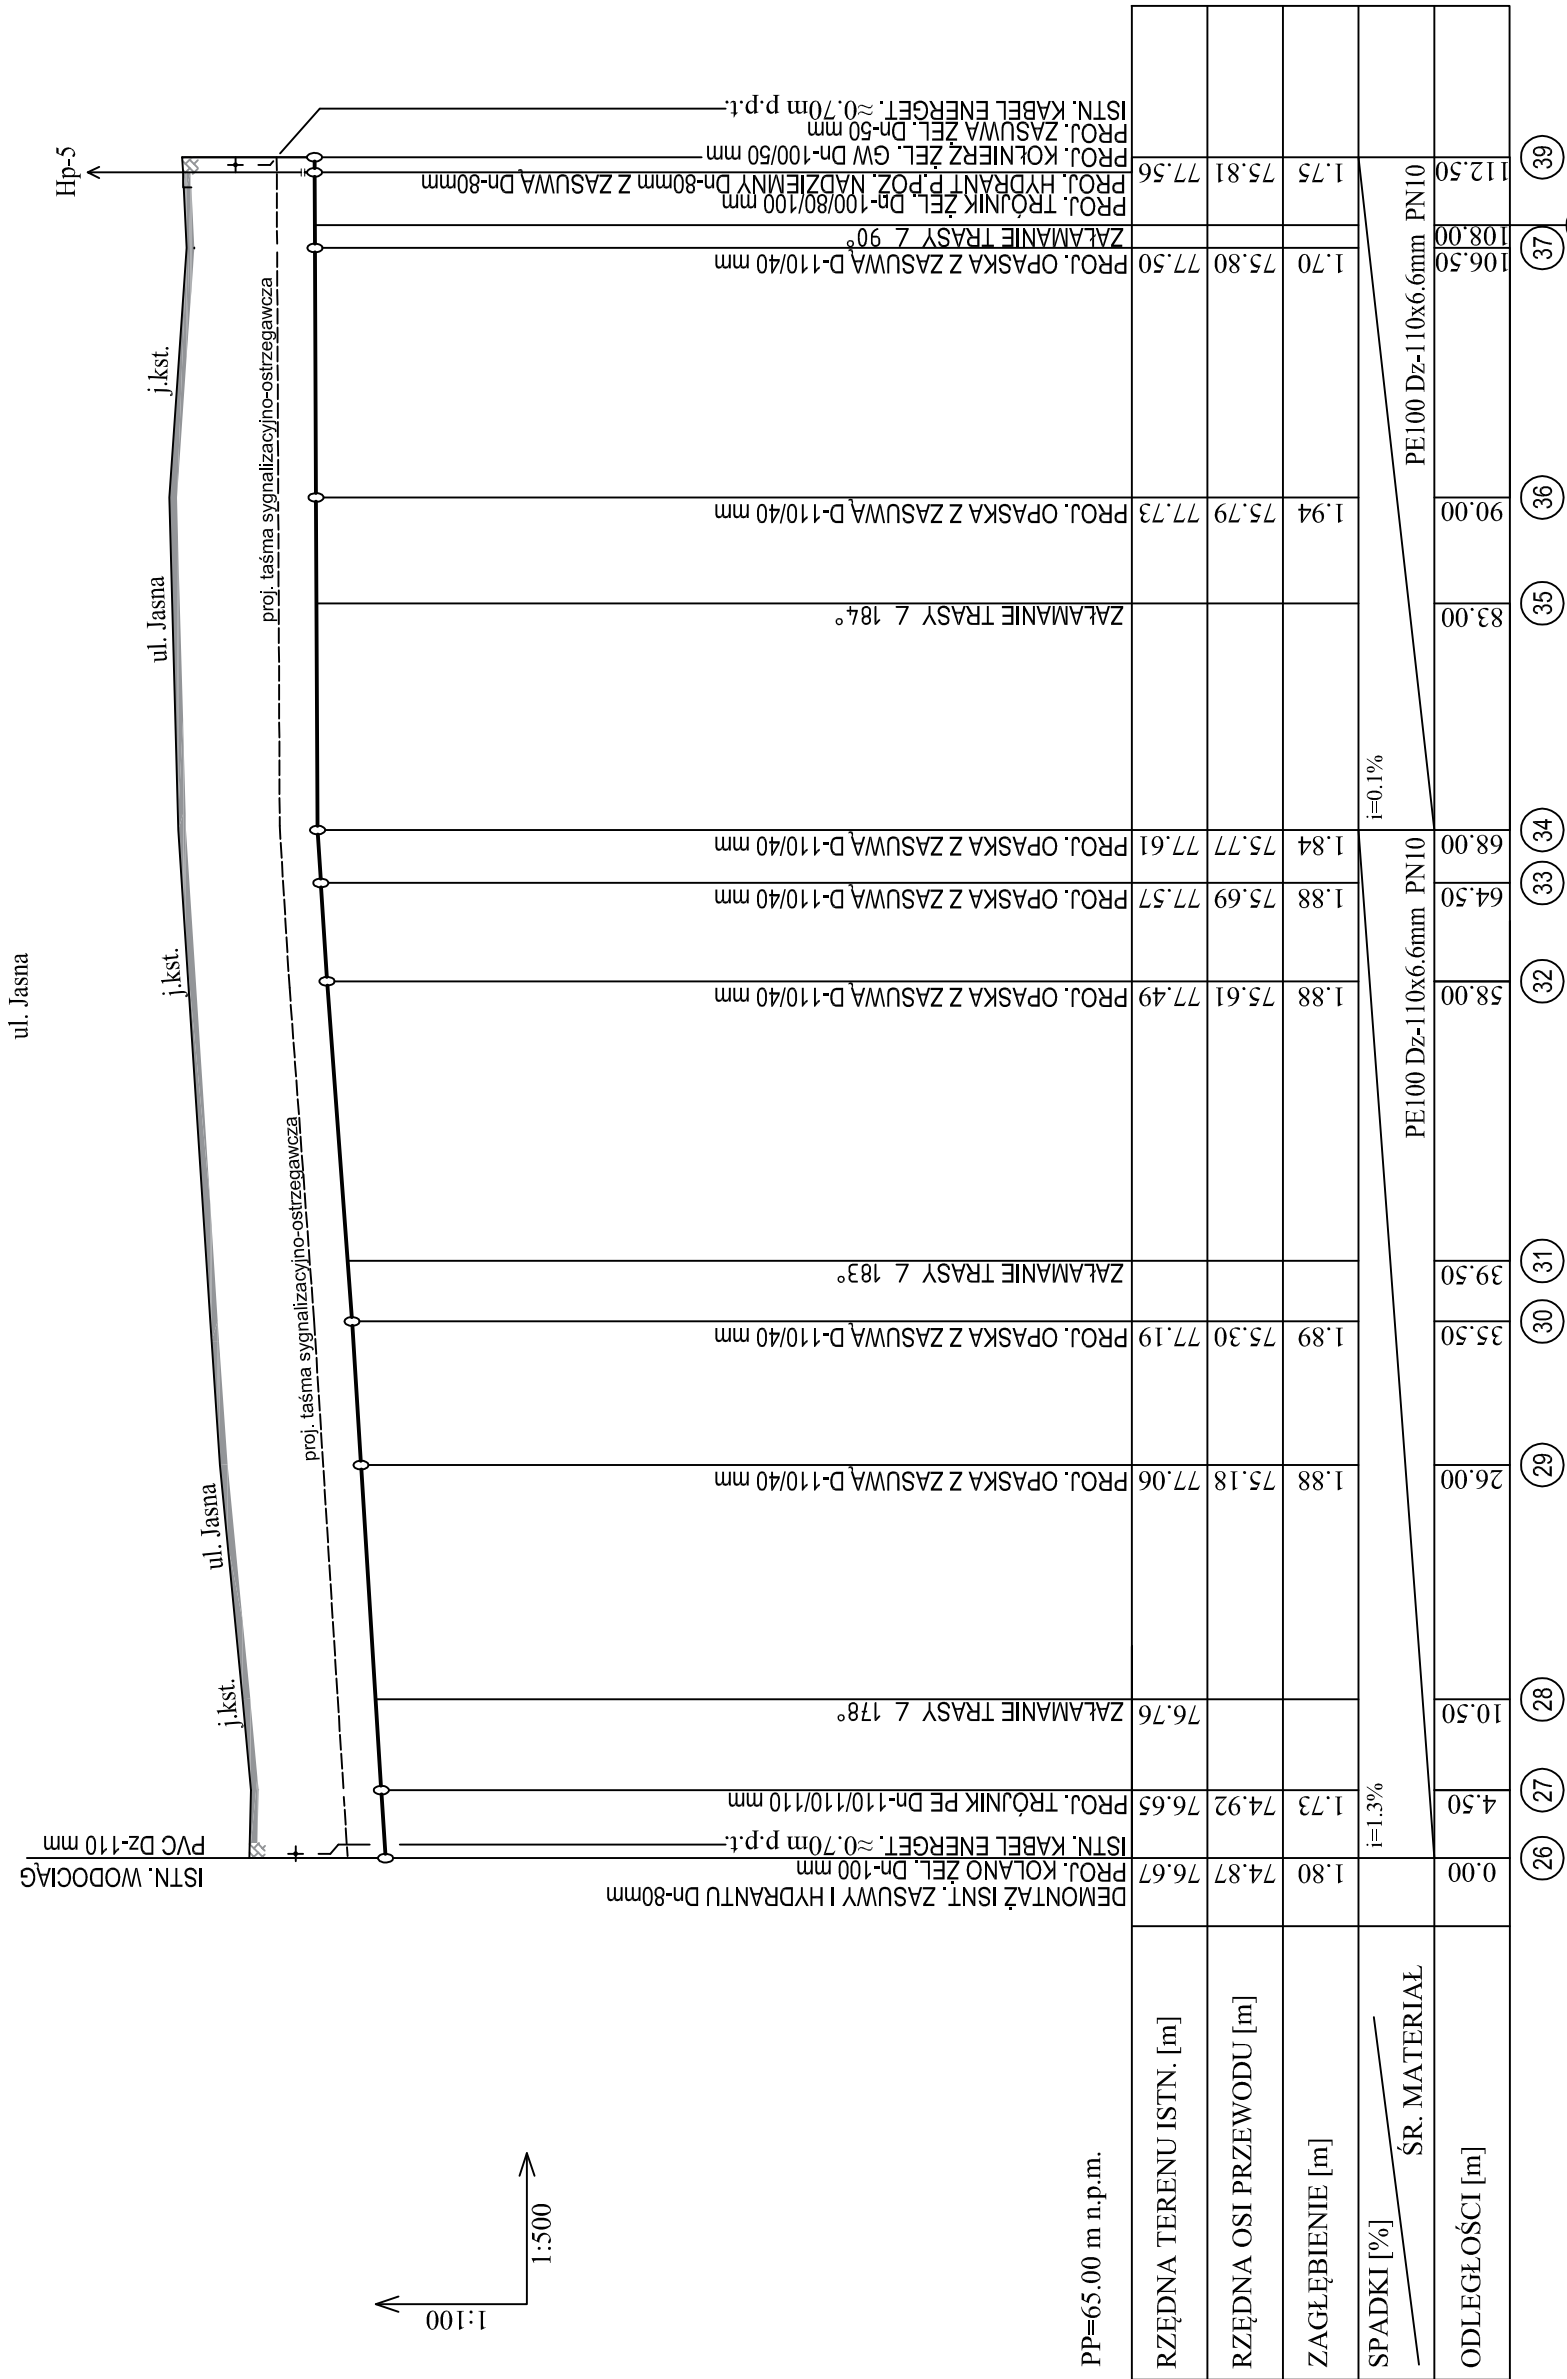 ul. Jasna
Hp-5
ISTN. WODOCIĄG
PVC Dz-110 mm
j.kst.
ul. Jasna
j.kst.
ul. Jasna
j.kst.
proj. taśma sygnalizacyjno-ostrzegawcza
proj. taśma sygnalizacyjno-ostrzegawcza
1:100
1:500
DEMONTAŻ ISNT. ZASUWY I HYDRANTU Dn-80mm
PROJ. KOLANO ŻEL. Dn-100 mm
ISTN. KABEL ENERGET. ≈0.70m p.p.t.
PROJ. TRÓJNIK PE Dn-110/110/110 mm
ZAŁAMANIE TRASY ∠ 178°
PROJ. OPASKA Z ZASUWĄ D-110/40 mm
PROJ. OPASKA Z ZASUWĄ D-110/40 mm
ZAŁAMANIE TRASY ∠ 183°
PROJ. OPASKA Z ZASUWĄ D-110/40 mm
PROJ. OPASKA Z ZASUWĄ D-110/40 mm
PROJ. OPASKA Z ZASUWĄ D-110/40 mm
ZAŁAMANIE TRASY ∠ 184°
PROJ. OPASKA Z ZASUWĄ D-110/40 mm
PROJ. OPASKA Z ZASUWĄ D-110/40 mm
ZAŁAMANIE TRASY ∠ 90°
PROJ. TRÓJNIK ŻEL. Dn-100/80/100 mm
PROJ. HYDRANT P.POŻ. NADZIEMNY Dn-80mm Z ZASUWĄ Dn-80mm
PROJ. KOŁNIERZ ŻEL. GW Dn-100/50 mm
PROJ. ZASUWA ŻEL. Dn-50 mm
ISTN. KABEL ENERGET. ≈0.70m p.p.t.
PP=65.00 m n.p.m.
RZĘDNA TERENU ISTN. [m] 76.67 76.65 76.76 77.06 77.19 77.49 77.57 77.61 77.73 77.50 77.56
RZĘDNA OSI PRZEWODU [m] 74.87 74.92 75.18 75.30 75.61 75.69 75.77 75.79 75.80 75.81
ZAGŁĘBIENIE [m] 1.80 1.73 1.88 1.89 1.88 1.88 1.84 1.94 1.70 1.75
SPADKI [%] i=1.3% i=0.1%
ŚR. MATERIAŁ PE100 Dz-110x6.6mm PN10 PE100 Dz-110x6.6mm PN10
ODLEGŁOŚCI [m] 0.00 4.50 10.50 26.00 35.50 39.50 58.00 64.50 68.00 83.00 90.00 106.50 108.00 112.50
26 27 28 29 30 31 32 33 34 35 36 37 39